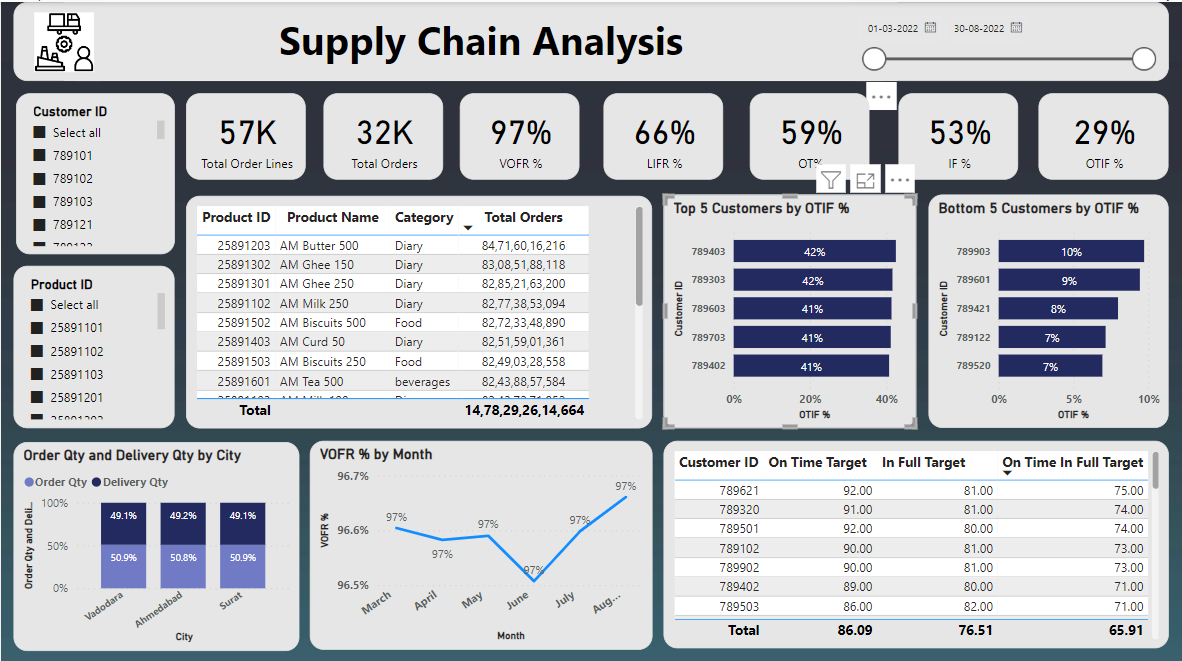 Supply Chain Analysis
01-03-2022 30-08-2022
Customer ID
Select all
789101
789102
789103
789121
57K
Total Order Lines
32K
Total Orders
97%
VOFR %
66%
LIFR %
59%
OT%
53%
IF %
29%
OTIF %
Product ID
Select all
25891101
25891102
25891103
25891201
Product ID Product Name Category Total Orders
25891203 AM Butter 500 Diary 84,71,60,16,216
25891302 AM Ghee 150 Diary 83,08,51,88,118
25891301 AM Ghee 250 Diary 82,85,21,63,200
25891102 AM Milk 250 Diary 82,77,38,53,094
25891502 AM Biscuits 500 Food 82,72,33,48,890
25891403 AM Curd 50 Diary 82,51,59,01,361
25891503 AM Biscuits 250 Food 82,49,03,28,558
25891601 AM Tea 500 beverages 82,43,88,57,584
Total 14,78,29,26,14,664
Top 5 Customers by OTIF %
Customer ID
789403 42%
789303 42%
789603 41%
789703 41%
789402 41%
0% 20% 40%
OTIF %
Bottom 5 Customers by OTIF %
Customer ID
789903 10%
789601 9%
789421 8%
789122 7%
789520 7%
0% 5% 10%
OTIF %
Order Qty and Delivery Qty by City
Order Qty Delivery Qty
Order Qty and Deli...
100%
50%
0%
49.1% 49.2% 49.1%
50.9% 50.8% 50.9%
Vadodara Ahmedabad Surat
City
VOFR % by Month
VOFR %
96.7%
96.6%
96.5%
97% 97% 97% 97% 97% 97%
March April May June July Aug...
Month
Customer ID On Time Target In Full Target On Time In Full Target
789621 92.00 81.00 75.00
789320 91.00 81.00 74.00
789501 92.00 80.00 74.00
789102 90.00 81.00 73.00
789902 90.00 81.00 73.00
789402 89.00 80.00 71.00
789503 86.00 82.00 71.00
Total 86.09 76.51 65.91